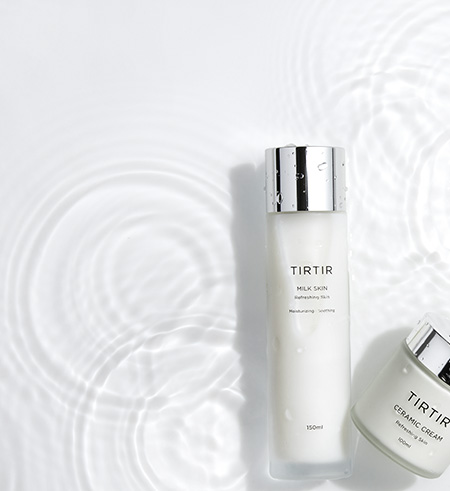 TIRTIR
MILK SKIN
Refreshing Skin
Moisturizing · Soothing
150ml
TIRTIR
CERAMIC CREAM
Refreshing Skin
100ml